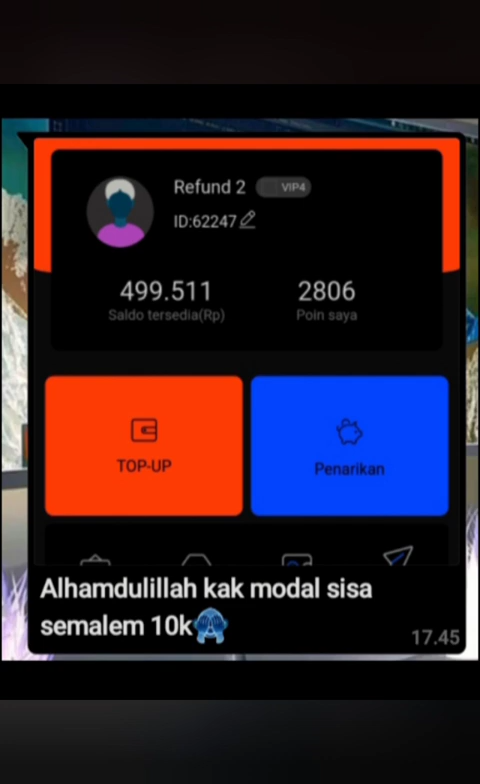 Refund 2 VIP4
ID:62247
499.511 2806
Saldo tersedia(Rp) Poin saya
TOP-UP Penarikan
Alhamdulillah kak modal sisa
semalem 10k
17.45